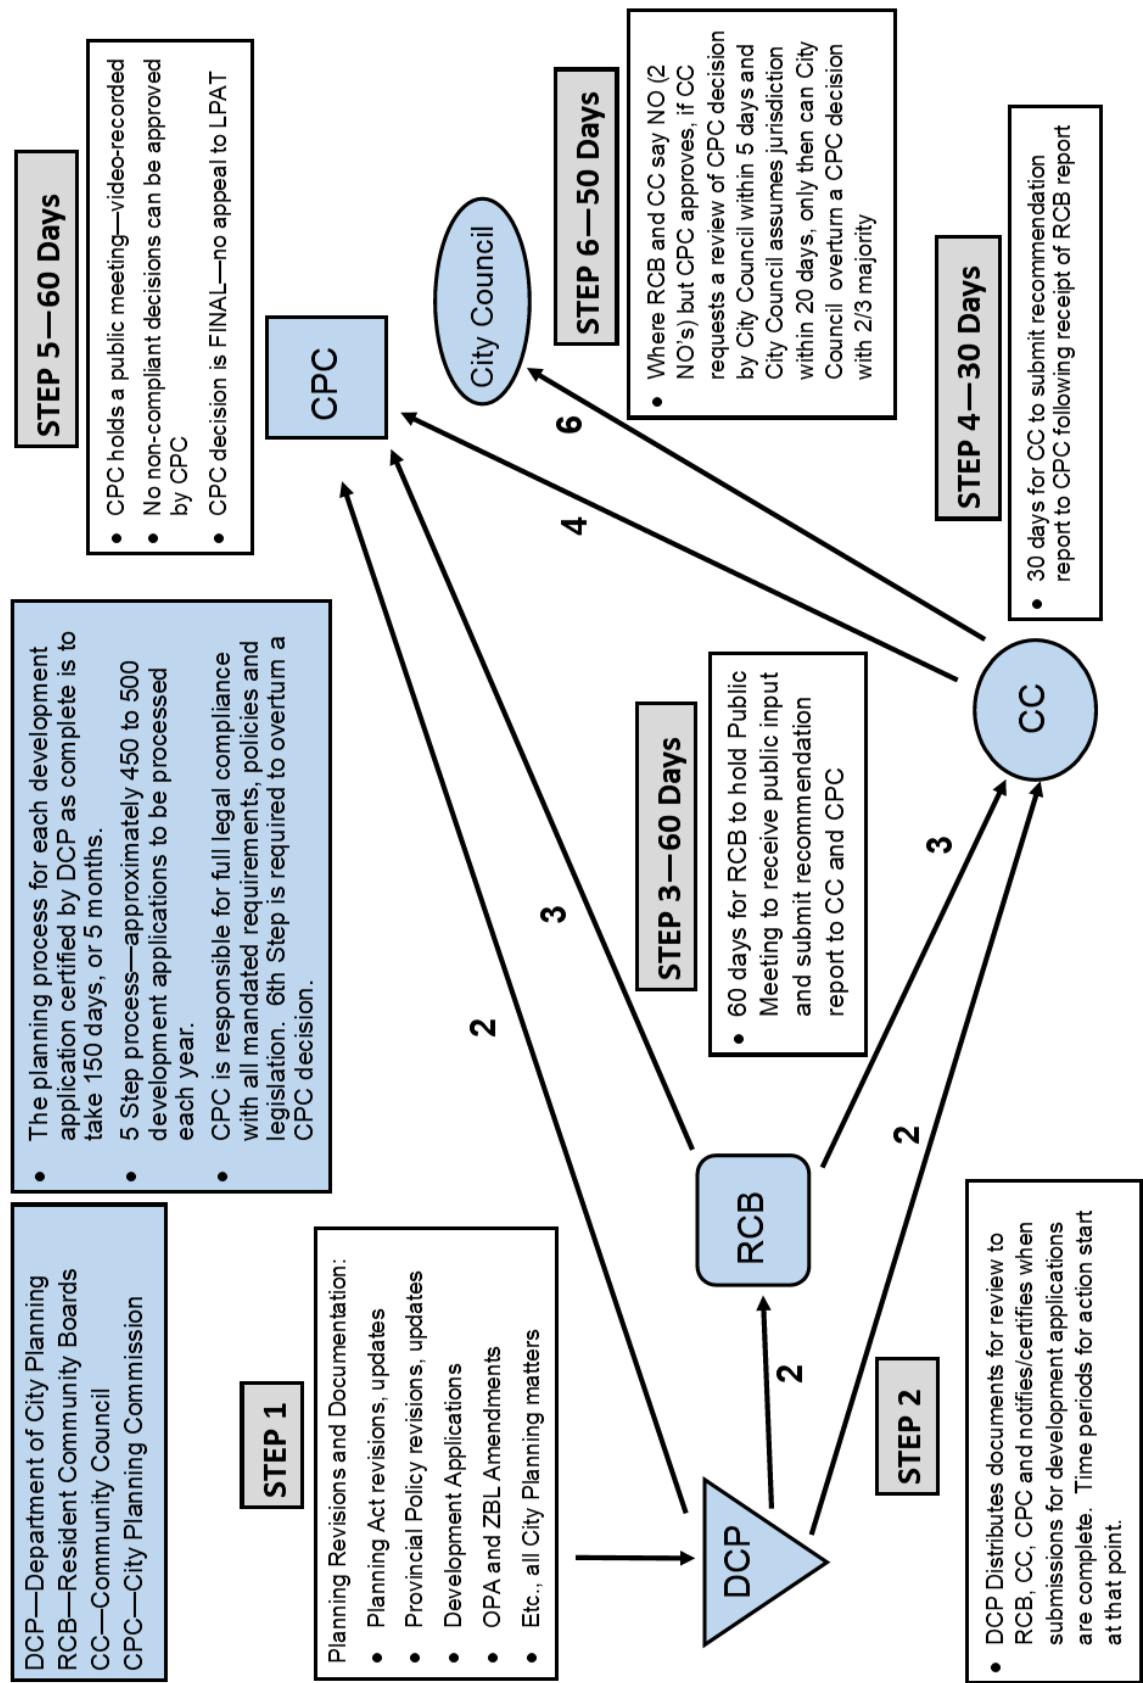 DCP—Department of City Planning
RCB—Resident Community Boards
CC—Community Council
CPC—City Planning Commission
• The planning process for each development
application certified by DCP as complete is to
take 150 days, or 5 months.
• 5 Step process—approximately 450 to 500
development applications to be processed
each year.
• CPC is responsible for full legal compliance
with all mandated requirements, policies and
legislation. 6th Step is required to overturn a
CPC decision.
STEP 5—60 Days
• CPC holds a public meeting—video-recorded
• No non-compliant decisions can be approved
by CPC
• CPC decision is FINAL—no appeal to LPAT
STEP 1
Planning Revisions and Documentation:
• Planning Act revisions, updates
• Provincial Policy revisions, updates
• Development Applications
• OPA and ZBL Amendments
• Etc., all City Planning matters
CPC
City Council
2
3
4
6
STEP 6—50 Days
• Where RCB and CC say NO (2
NO's) but CPC approves, if CC
requests a review of CPC decision
by City Council within 5 days and
City Council assumes jurisdiction
within 20 days, only then can City
Council overturn a CPC decision
with 2/3 majority
STEP 3—60 Days
• 60 days for RCB to hold Public
Meeting to receive public input
and submit recommendation
report to CC and CPC
DCP
2
RCB
3
2
CC
STEP 4—30 Days
• 30 days for CC to submit recommendation
report to CPC following receipt of RCB report
STEP 2
• DCP Distributes documents for review to
RCB, CC, CPC and notifies/certifies when
submissions for development applications
are complete. Time periods for action start
at that point.